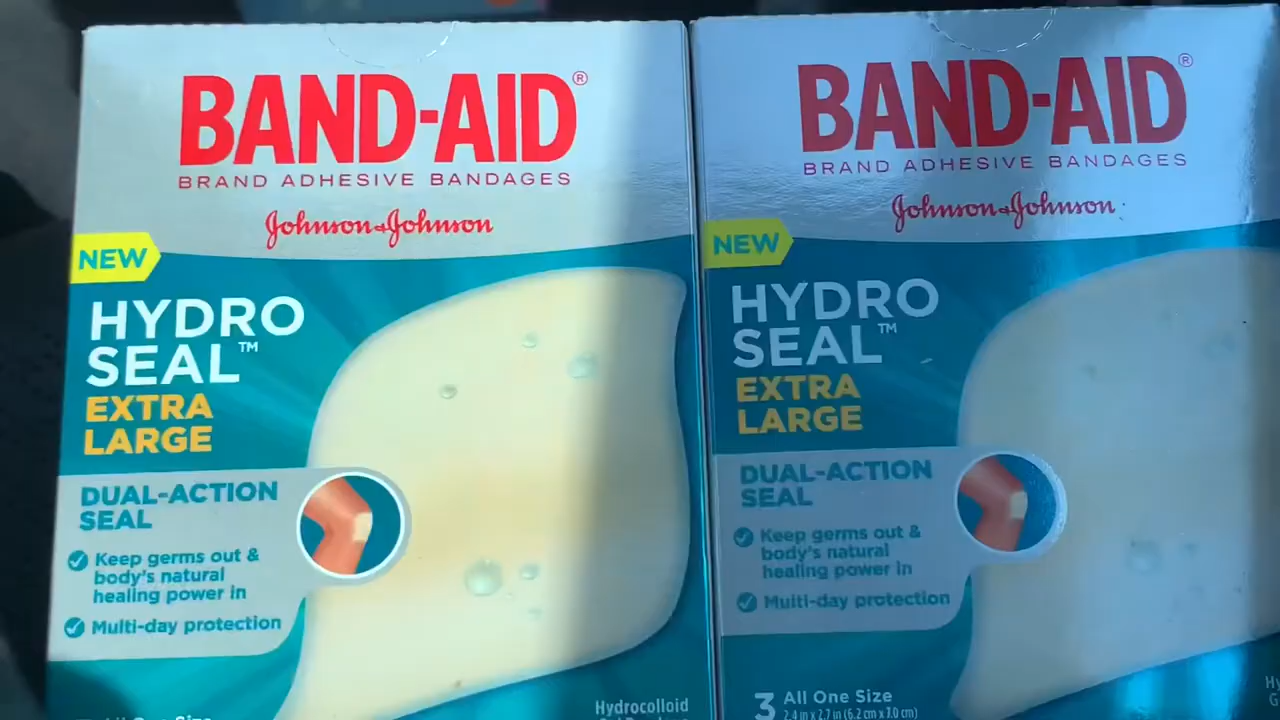 BAND-AID®
BRAND ADHESIVE BANDAGES
Johnson&Johnson
NEW
HYDRO
SEAL™
EXTRA
LARGE
DUAL-ACTION
SEAL
Keep germs out &
body's natural
healing power in
Multi-day protection
Hydrocolloid
BAND-AID®
BRAND ADHESIVE BANDAGES
Johnson&Johnson
NEW
HYDRO
SEAL™
EXTRA
LARGE
DUAL-ACTION
SEAL
Keep germs out &
body's natural
healing power in
Multi-day protection
3 All One Size
2.4 in x 2.7 in (6.2 cm x 7.0 cm)